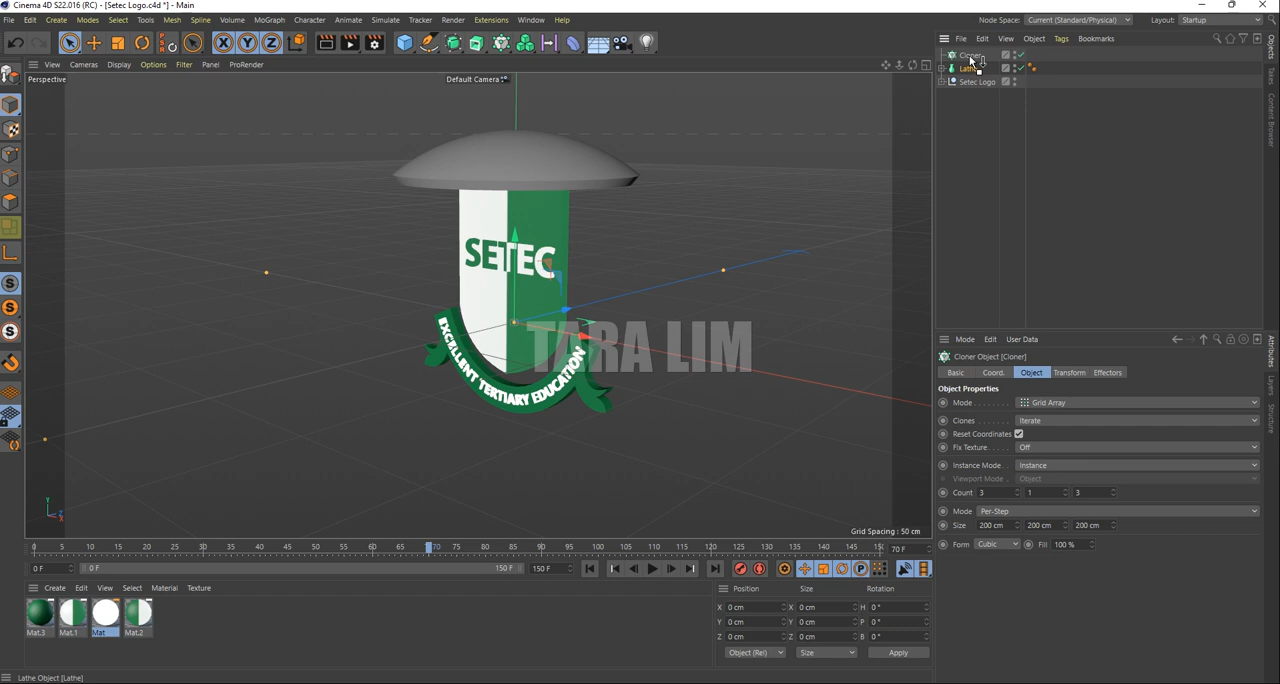 Cinema 4D S22.016 (RC) - [Setec Logo.c4d *] - Main
File Edit Create Modes Select Tools Mesh Spline Volume MoGraph Character Animate Simulate Tracker Render Extensions Window Help
Node Space: Current (Standard/Physical) Layout: Startup
View Cameras Display Options Filter Panel ProRender
File Edit View Object Tags Bookmarks
Perspective
Default Camera
Cloner
Lathe
Setec Logo
Objects
Takes
Content Browser
SETEC
TARA LIM
EXCELLENT TERTIARY EDUCATION
Y
Z
X
Grid Spacing : 50 cm
Mode Edit User Data
Cloner Object [Cloner]
Basic Coord. Object Transform Effectors
Object Properties
Mode Grid Array
Clones Iterate
Reset Coordinates
Fix Texture Off
Instance Mode Instance
Viewport Mode Object
Count 3 1 3
Mode Per-Step
Size 200 cm 200 cm 200 cm
Form Cubic Fill 100 %
Attributes
Layers
Structure
0 5 10 15 20 30 35 40 45 50 55 60 65 70 75 80 85 90 95 100 105 110 115 120 125 130 135 140 145 15 70 F
0 F 0 F 150 F 150 F
Create Edit View Select Material Texture
Mat.3 Mat.1 Mat Mat.2
Position Size Rotation
X 0 cm X 0 cm H 0 °
Y 0 cm Y 0 cm P 0 °
Z 0 cm Z 0 cm B 0 °
Object (Rel) Size Apply
Lathe Object [Lathe]